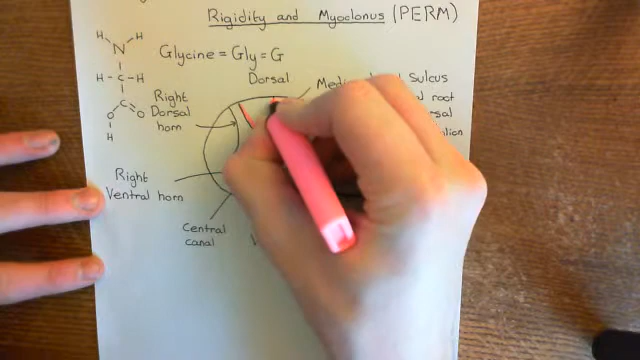 Rigidity and Myoclonus (PERM)
Glycine = Gly = G
H H
N
H-C-H
C
O O
H
Dorsal
Sulcus
Right
Dorsal
horn
root
Right
Ventral horn
Central
canal